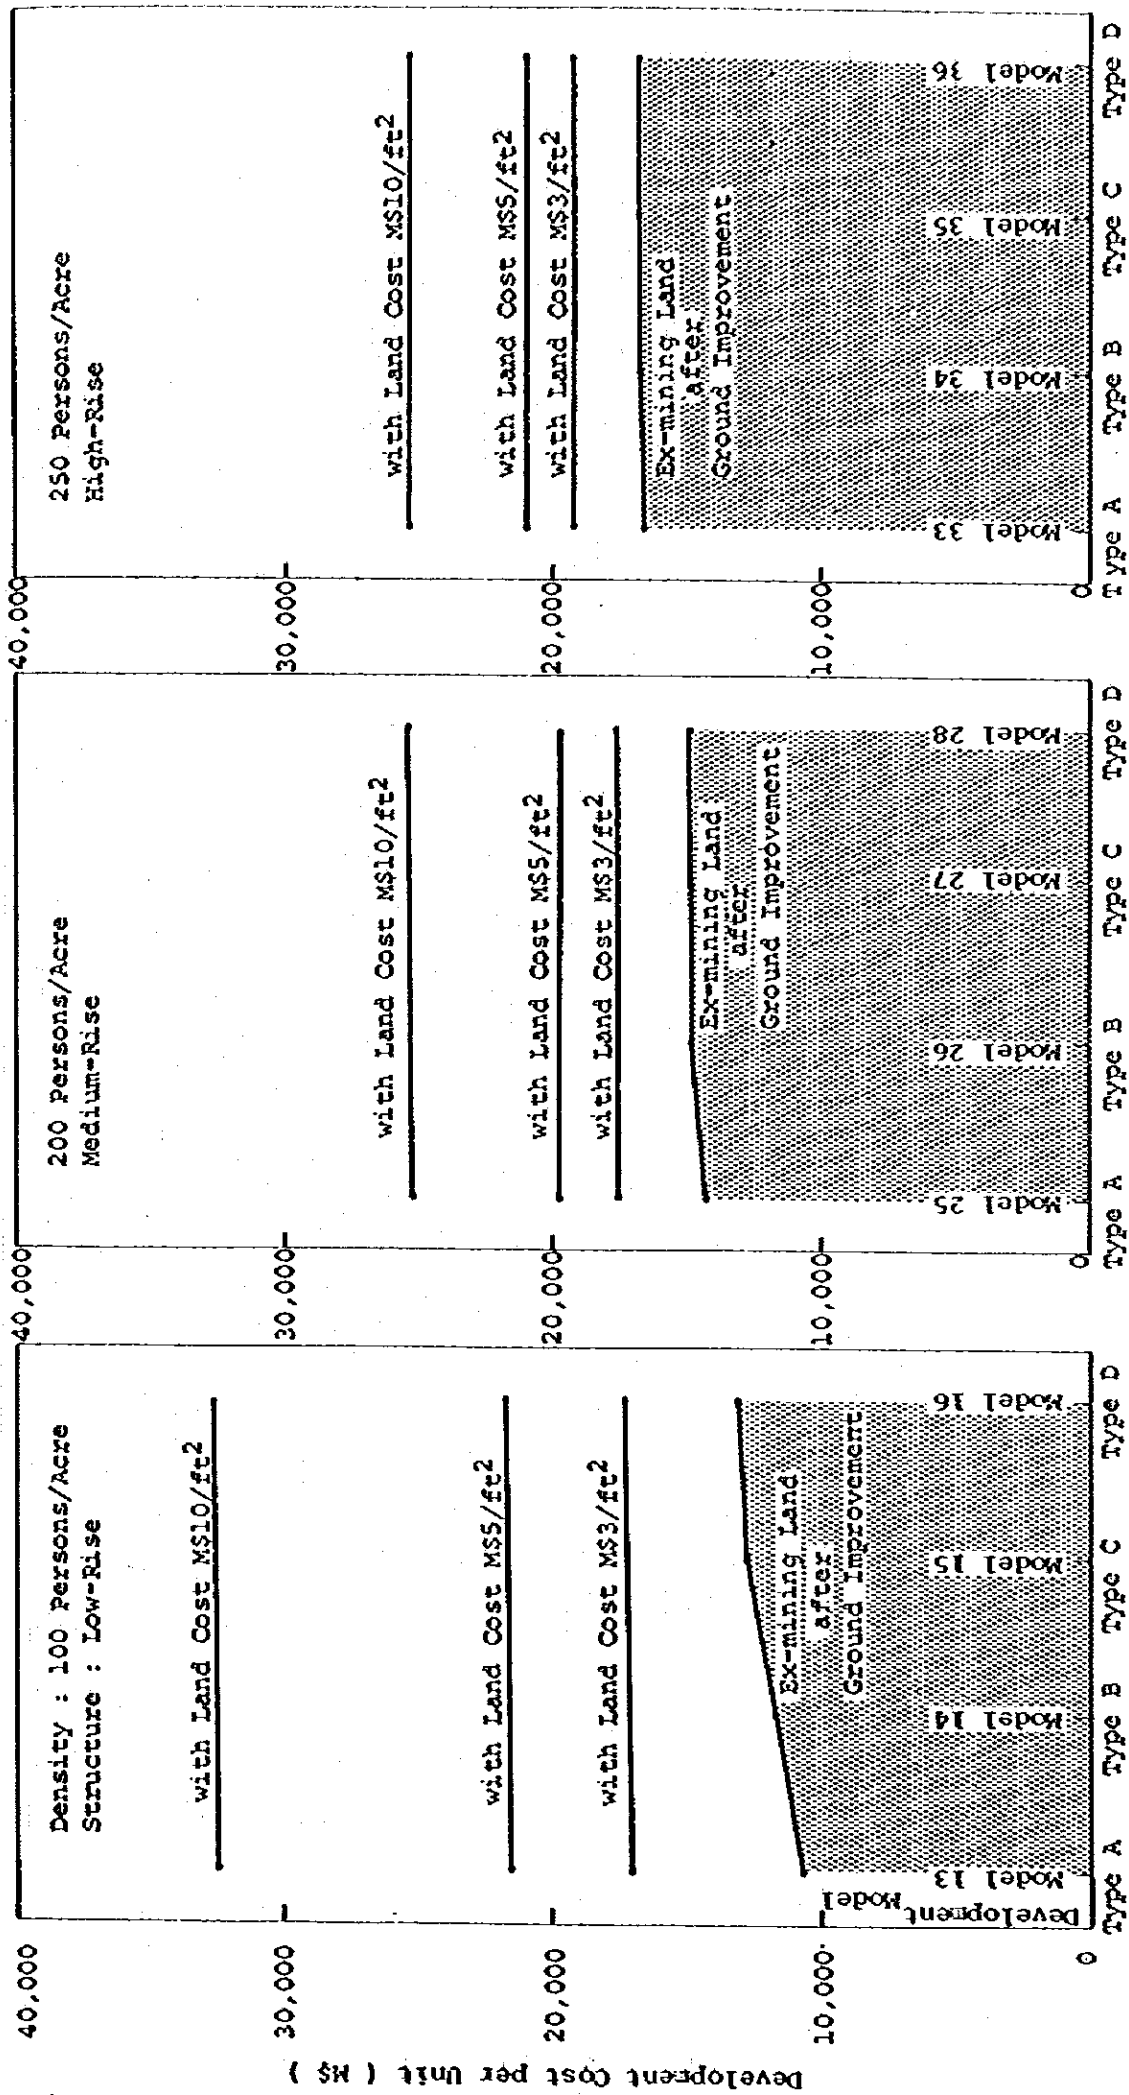 Development Cost per Unit ( M$ )
40,000
30,000
20,000
10,000
0
Density : 100 Persons/Acre
Structure : Low-Rise
with Land Cost M$10/ft²
with Land Cost M$5/ft²
with Land Cost M$3/ft²
Ex-mining Land
after
Ground Improvement
Development
Model
Model 13
Model 14
Model 15
Model 16
Type A Type B Type C Type D
40,000
30,000
20,000
10,000
0
200 Persons/Acre
Medium-Rise
with Land Cost M$10/ft²
with Land Cost M$5/ft²
with Land Cost M$3/ft²
Ex-mining Land
after
Ground Improvement
Model 25
Model 26
Model 27
Model 28
Type A Type B Type C Type D
40,000
30,000
20,000
10,000
0
250 Persons/Acre
High-Rise
with Land Cost M$10/ft²
with Land Cost M$5/ft²
with Land Cost M$3/ft²
Ex-mining Land
after
Ground Improvement
Model 33
Model 34
Model 35
Model 36
Type A Type B Type C Type D